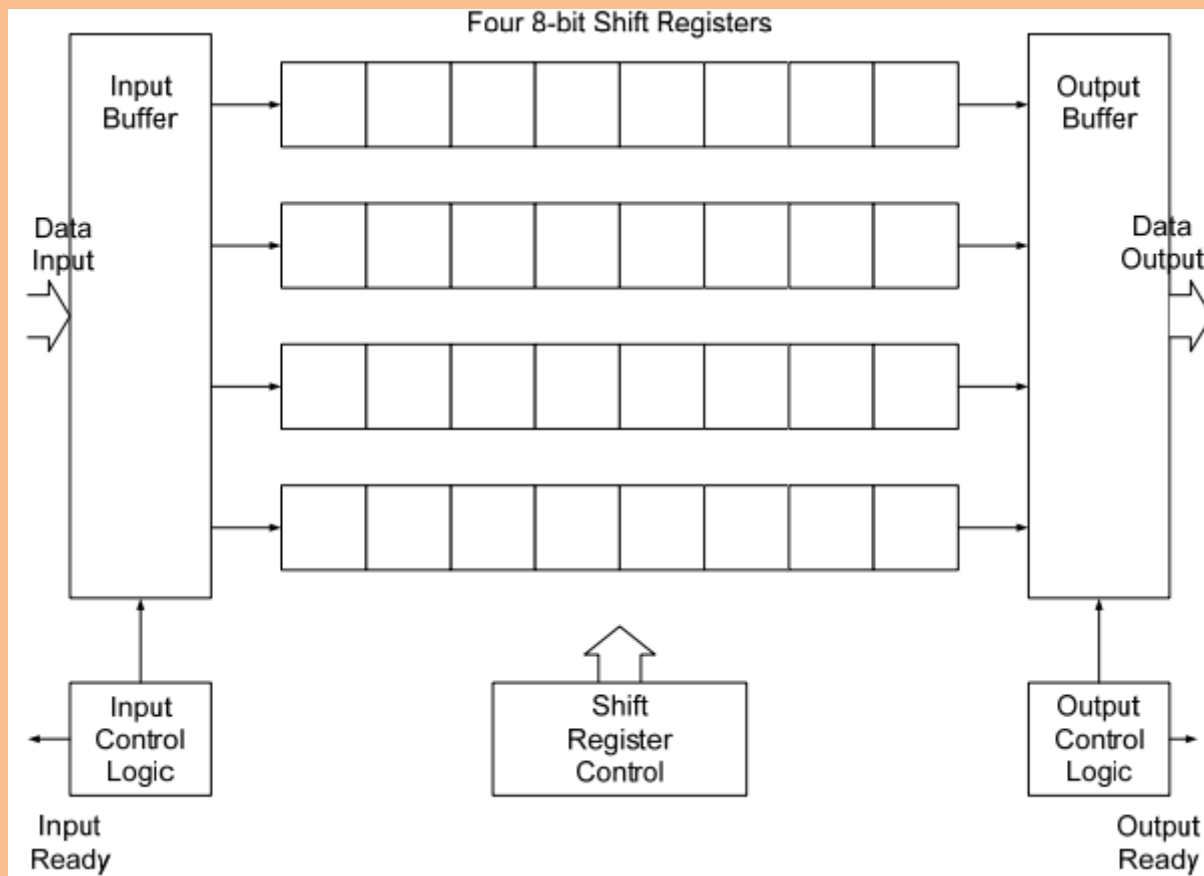 Four 8-bit Shift Registers
Input
Buffer
Output
Buffer
Data
Input
Data
Output
Input
Control
Logic
Shift
Register
Control
Output
Control
Logic
Input
Ready
Output
Ready